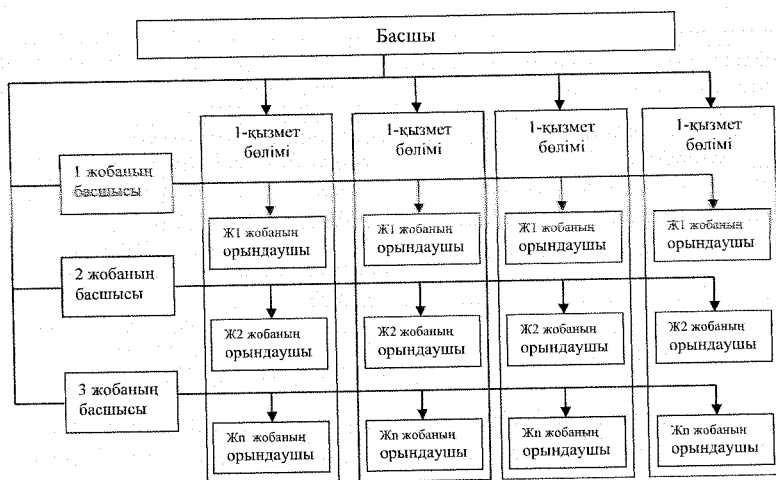 Басшы
1-қызмет
бөлімі
1-қызмет
бөлімі
1-қызмет
бөлімі
1-қызмет
бөлімі
1 жобаның
басшысы
Ж1 жобаның
орындаушы
Ж1 жобаның
орындаушы
Ж1 жобаның
орындаушы
Ж1 жобаның
орындаушы
2 жобаның
басшысы
Ж2 жобаның
орындаушы
Ж2 жобаның
орындаушы
Ж2 жобаның
орындаушы
Ж2 жобаның
орындаушы
3 жобаның
басшысы
Жn жобаның
орындаушы
Жn жобаның
орындаушы
Жn жобаның
орындаушы
Жn жобаның
орындаушы